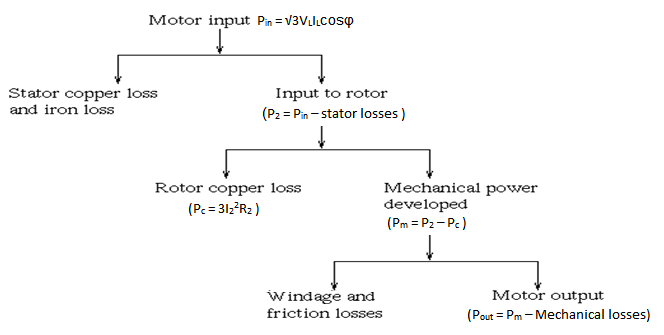 Motor input Pin = √3VLILcosφ
Stator copper loss
and iron loss
Input to rotor
(P2 = Pin – stator losses )
Rotor copper loss
(Pc = 3I2²R2 )
Mechanical power
developed
(Pm = P2 – Pc )
Windage and
friction losses
Motor output
(Pout = Pm – Mechanical losses)